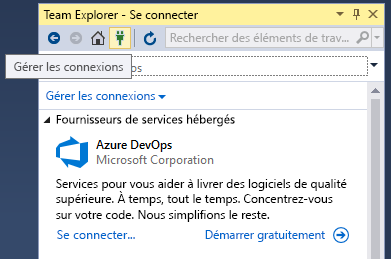 Team Explorer - Se connecter
Rechercher des éléments de trav...
Gérer les connexions
ps
Gérer les connexions
Fournisseurs de services hébergés
Azure DevOps
Microsoft Corporation
Services pour vous aider à livrer des logiciels de qualité
supérieure. À temps, tout le temps. Concentrez-vous
sur votre code. Nous simplifions le reste.
Se connecter... Démarrer gratuitement